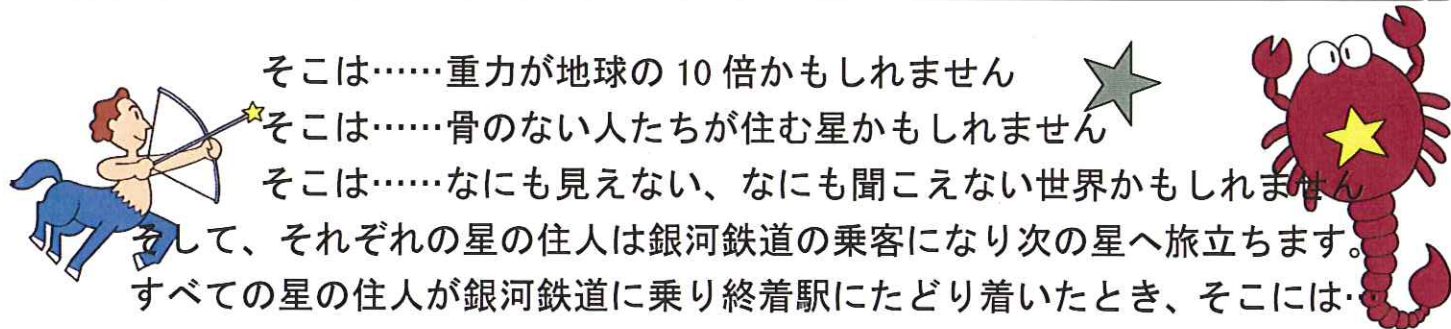 そこは……重力が地球の10倍かもしれません
そこは……骨のない人たちが住む星かもしれません
そこは……なにも見えない、なにも聞こえない世界かもしれません
そして、それぞれの星の住人は銀河鉄道の乗客になり次の星へ旅立ちます。
すべての星の住人が銀河鉄道に乗り終着駅にたどり着いたとき、そこには…